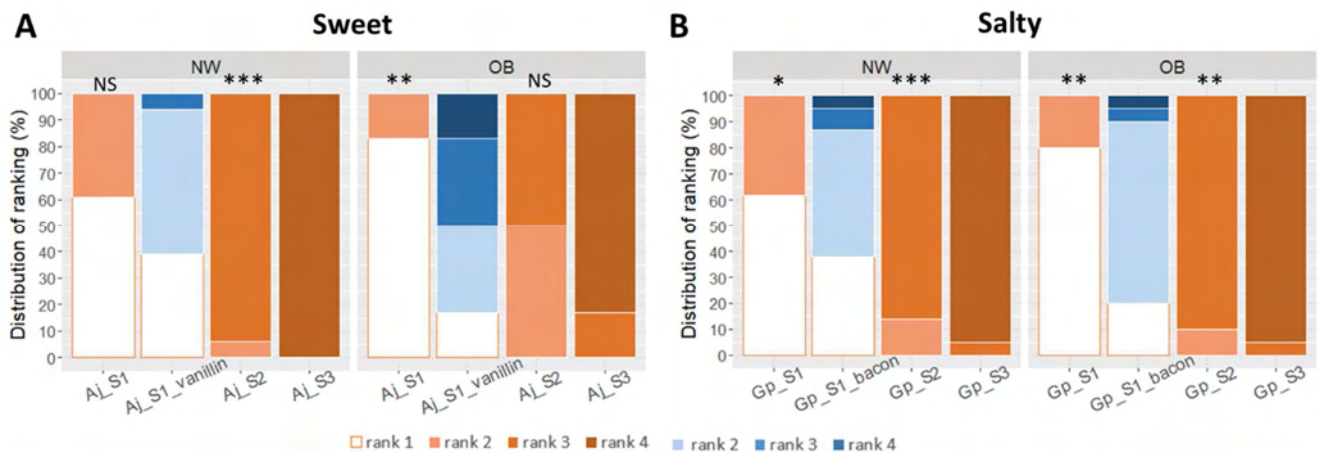 A Sweet
NW OB
NS *** ** NS
Distribution of ranking (%)
100
90
80
70
60
50
40
30
20
10
0
Aj_S1 Aj_S1_vanillin Aj_S2 Aj_S3 Aj_S1 Aj_S1_vanillin Aj_S2 Aj_S3
B Salty
NW OB
* *** ** **
Distribution of ranking (%)
100
90
80
70
60
50
40
30
20
10
0
Gp_S1 Gp_S1_bacon Gp_S2 Gp_S3 Gp_S1 Gp_S1_bacon Gp_S2 Gp_S3
rank 1 rank 2 rank 3 rank 4 rank 2 rank 3 rank 4